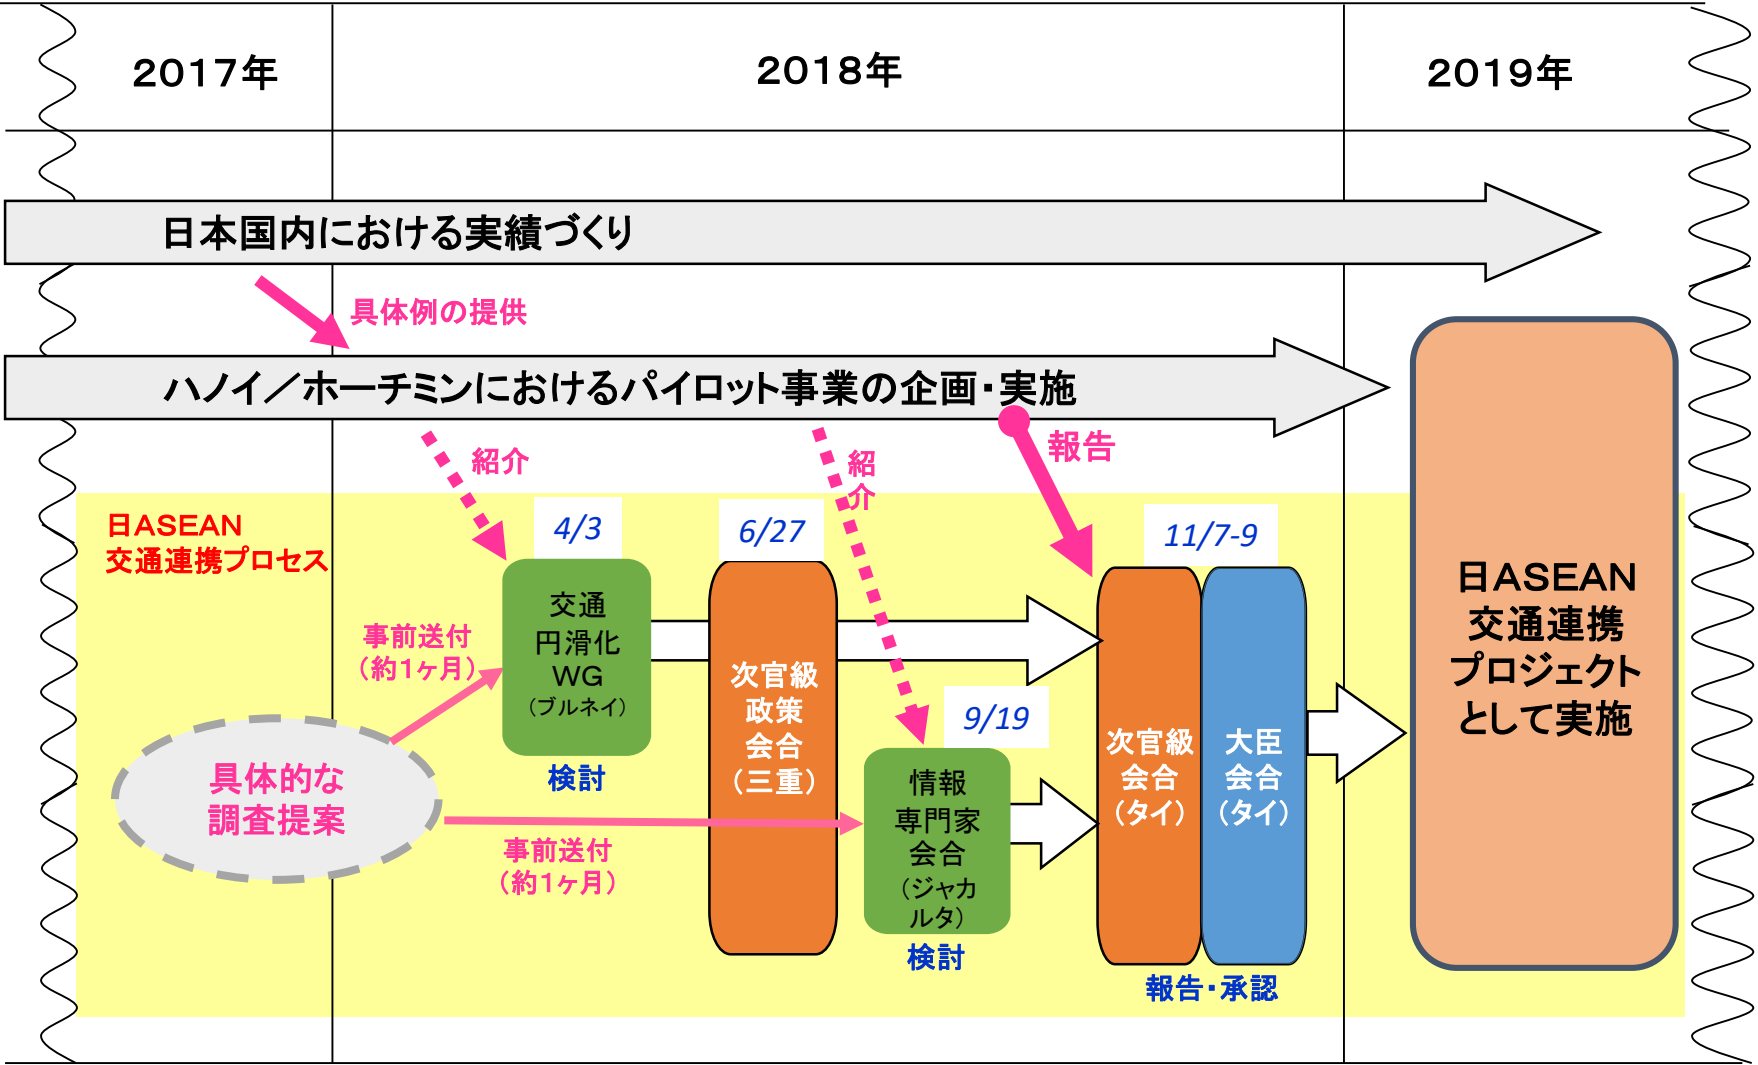 2017年
2018年
2019年
日本国内における実績づくり
具体例の提供
ハノイ／ホーチミンにおけるパイロット事業の企画・実施
紹介
紹
介
報告
日ASEAN
交通連携プロセス
4/3
6/27
11/7-9
交通
円滑化
WG
（ブルネイ）
検討
事前送付
（約1ヶ月）
具体的な
調査提案
事前送付
（約1ヶ月）
次官級
政策
会合
（三重）
9/19
情報
専門家
会合
（ジャカ
ルタ）
検討
次官級
会合
（タイ）
大臣
会合
（タイ）
報告・承認
日ASEAN
交通連携
プロジェクト
として実施